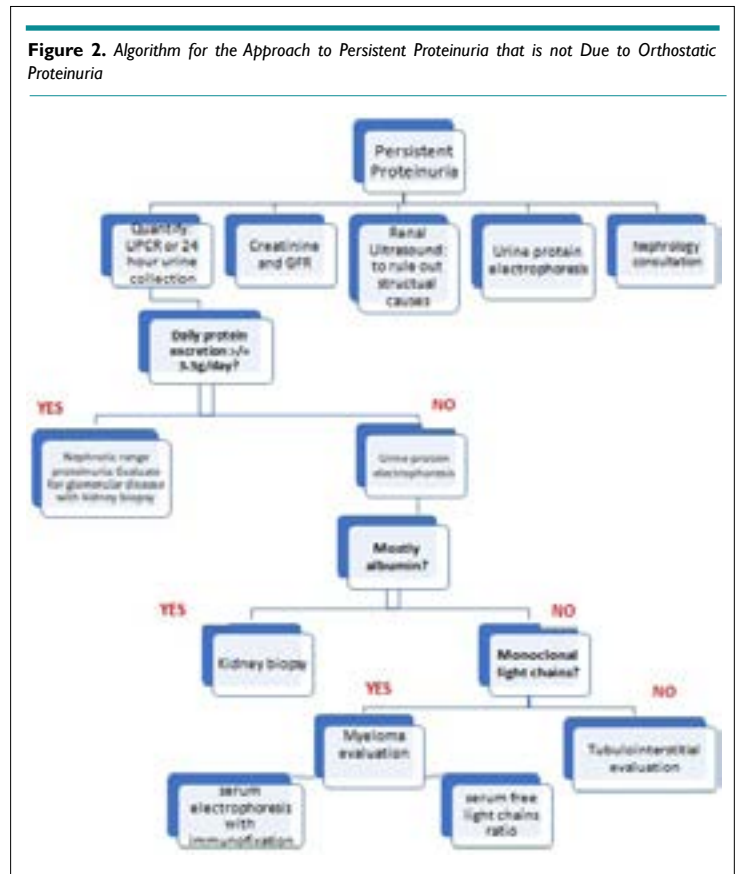 Figure 2. Algorithm for the Approach to Persistent Proteinuria that is not Due to Orthostatic
Proteinuria
Persistent
Proteinuria
Quantify:
UPCR or 24
hour urine
collection
Creatinine
and GFR
Renal
Ultrasound:
to rule out
structual
causes
Urine protein
electrophoresis
Nephrology
consultation
Daily protein
excretion >/=
3.5g/day?
YES
NO
Nephrotic range
proteinuria: Evaluate
for glomerular disease
with kidney biopsy
Urine protein
electrophoresis
Mostly
albumin?
YES
NO
Kidney biopsy
Monoclonal
light chains?
YES
NO
Myeloma
evaluation
Tubulointerstitial
evaluation
serum
electrophoresis
with
immunofixation
serum free
light chains
ratio